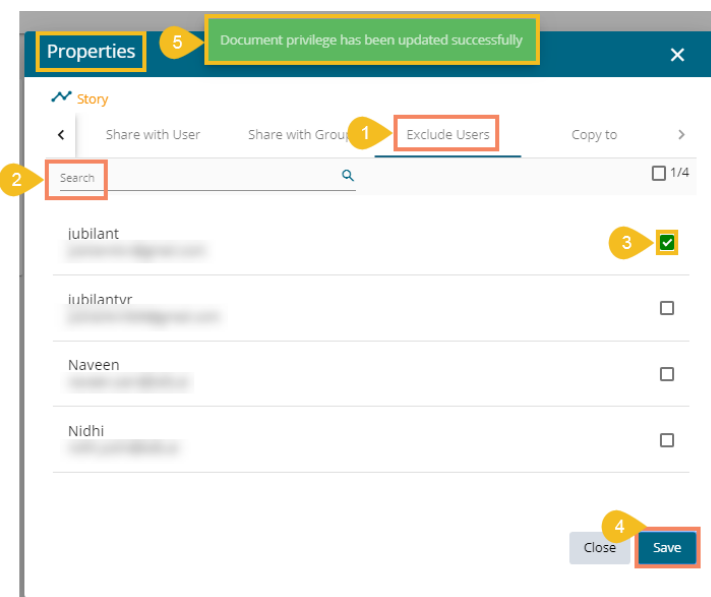 Properties
5
Document privilege has been updated successfully
Story
Share with User
Share with Group
1
Exclude Users
Copy to
2
Search
1/4
jubilant
3
jubilantvr
Naveen
Nidhi
4
Close
Save